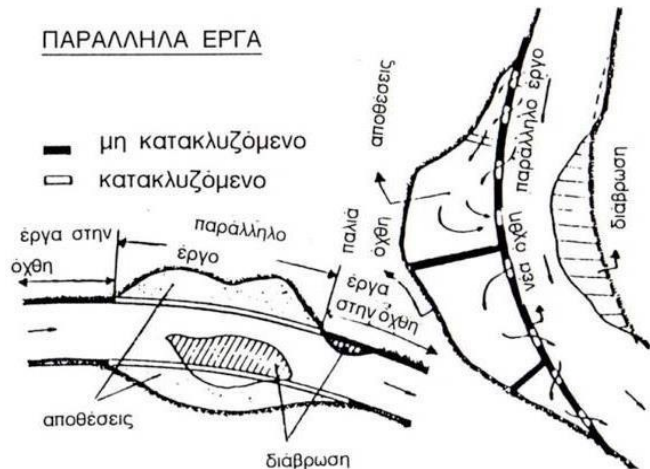 ΠΑΡΑΛΛΗΛΑ ΕΡΓΑ
μη κατακλυζόμενο
κατακλυζόμενο
έργα στην
όχθη
παράλληλο
έργο
παλιά
όχθη
έργα
στην όχθη
αποθέσεις
διάβρωση
αποθέσεις
παράλληλο έργο
νέα όχθη
διάβρωση